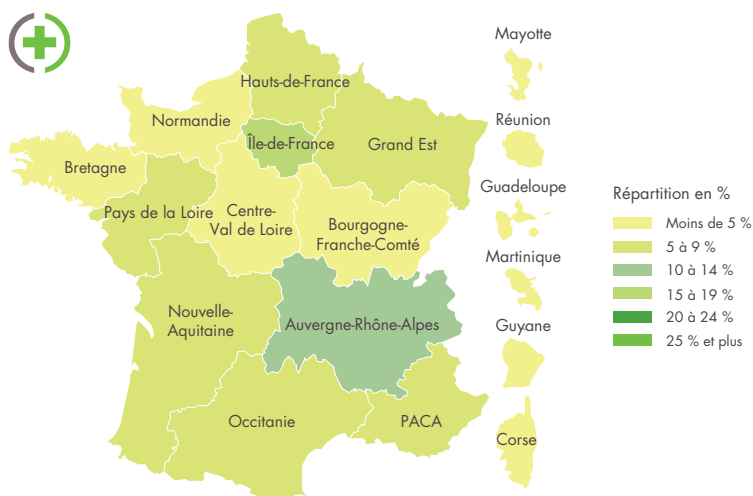 Mayotte
Hauts-de-France
Normandie
Île-de-France
Grand Est
Réunion
Bretagne
Guadeloupe
Pays de la Loire
Centre-
Val de Loire
Bourgogne-
Franche-Comté
Martinique
Nouvelle-
Aquitaine
Auvergne-Rhône-Alpes
Guyane
Occitanie
PACA
Corse
Répartition en %
Moins de 5 %
5 à 9 %
10 à 14 %
15 à 19 %
20 à 24 %
25 % et plus